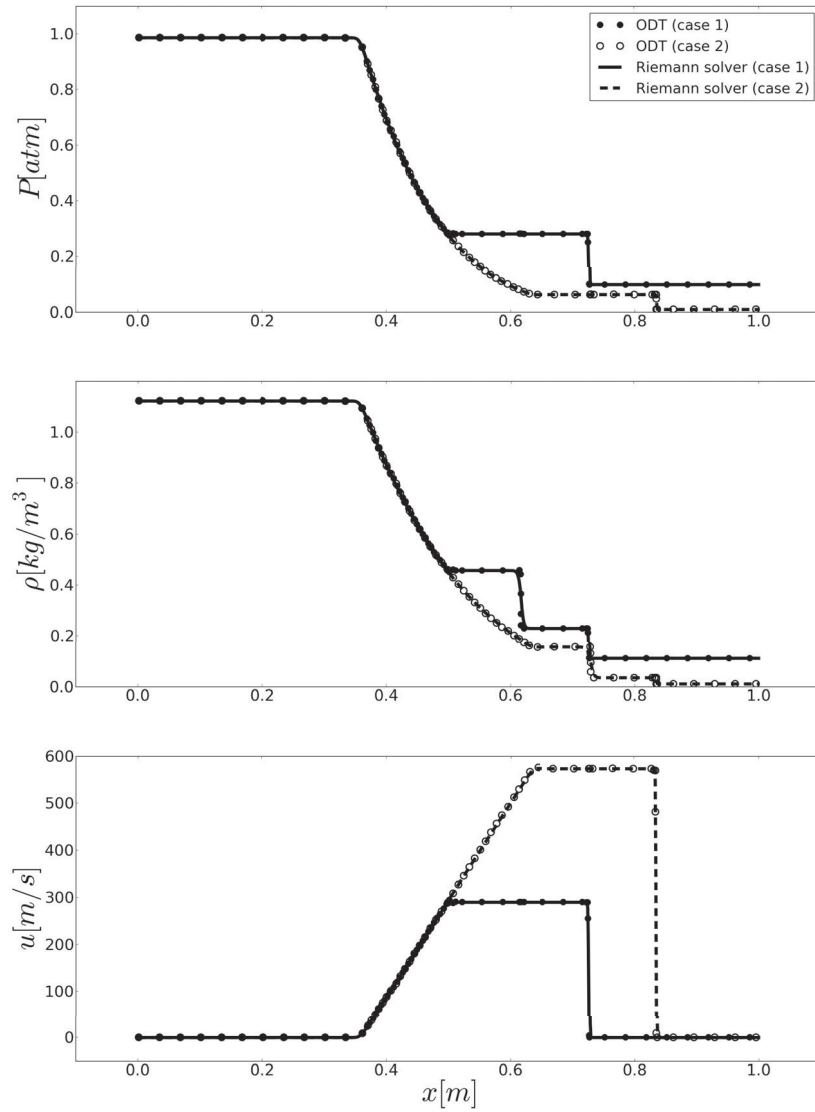 ODT (case 1)
ODT (case 2)
Riemann solver (case 1)
Riemann solver (case 2)
P[atm]
1.0
0.8
0.6
0.4
0.2
0.0
0.0 0.2 0.4 0.6 0.8 1.0
ρ[kg/m³]
1.0
0.8
0.6
0.4
0.2
0.0
0.0 0.2 0.4 0.6 0.8 1.0
u[m/s]
600
500
400
300
200
100
0
0.0 0.2 0.4 0.6 0.8 1.0
x[m]